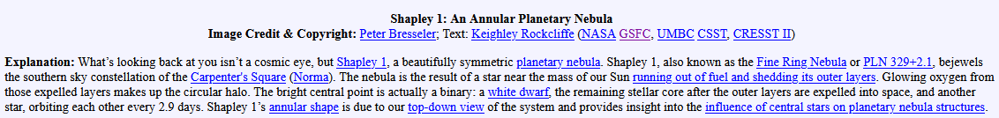 Shapley 1: An Annular Planetary Nebula
Image Credit & Copyright: Peter Bresseler; Text: Keighley Rockcliffe (NASA GSFC, UMBC CSST, CRESST II)
Explanation: What's looking back at you isn't a cosmic eye, but Shapley 1, a beautifully symmetric planetary nebula. Shapley 1, also known as the Fine Ring Nebula or PLN 329+2.1, bejewels
the southern sky constellation of the Carpenter's Square (Norma). The nebula is the result of a star near the mass of our Sun running out of fuel and shedding its outer layers. Glowing oxygen from
those expelled layers makes up the circular halo. The bright central point is actually a binary: a white dwarf, the remaining stellar core after the outer layers are expelled into space, and another
star, orbiting each other every 2.9 days. Shapley 1's annular shape is due to our top-down view of the system and provides insight into the influence of central stars on planetary nebula structures.